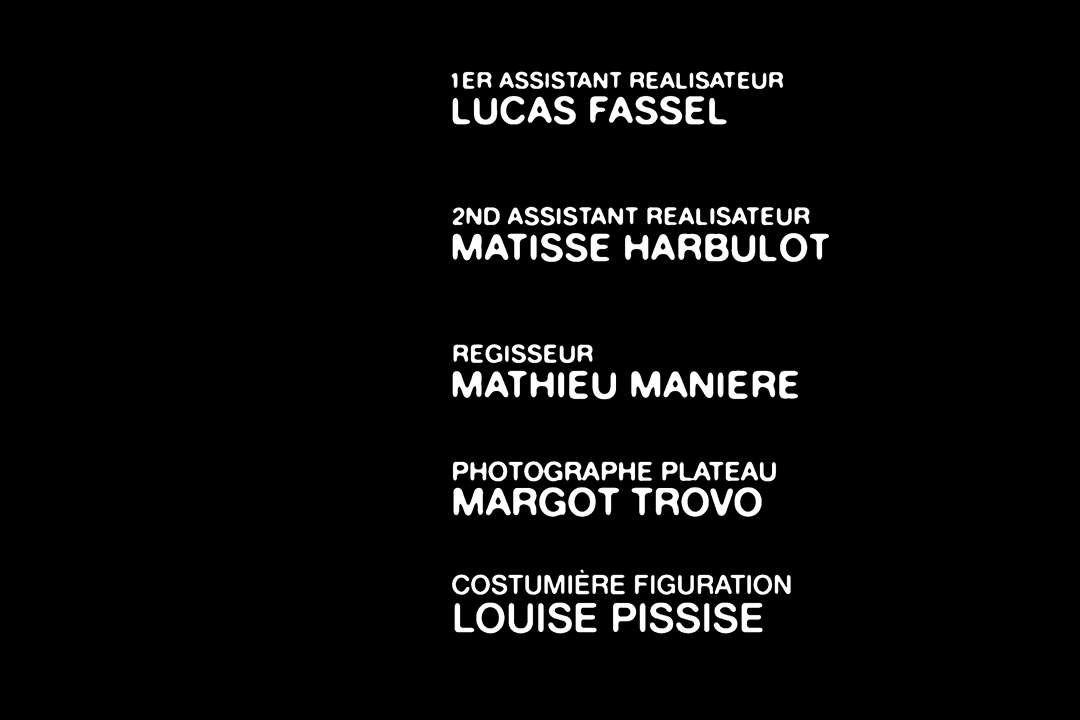 1ER ASSISTANT REALISATEUR
LUCAS FASSEL
2ND ASSISTANT REALISATEUR
MATISSE HARBULOT
REGISSEUR
MATHIEU MANIERE
PHOTOGRAPHE PLATEAU
MARGOT TROVO
COSTUMIÈRE FIGURATION
LOUISE PISSISE